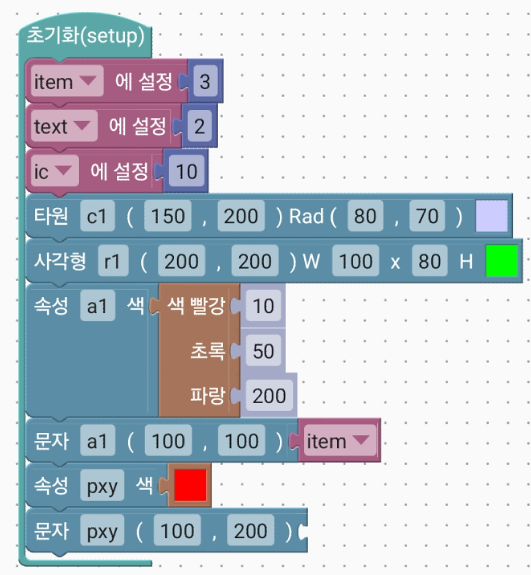 초기화(setup)
item 에 설정 3
text 에 설정 2
ic 에 설정 10
타원 c1 ( 150 , 200 ) Rad ( 80 , 70 )
사각형 r1 ( 200 , 200 ) W 100 x 80 H
속성 a1 색 색 빨강 10
초록 50
파랑 200
문자 a1 ( 100 , 100 ) item
속성 pxy 색
문자 pxy ( 100 , 200 )